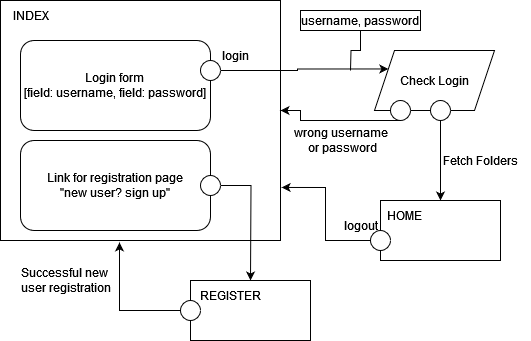 INDEX
username, password
Login form
[field: username, field: password]
login
Check Login
wrong username
or password
Fetch Folders
Link for registration page
"new user? sign up"
logout
HOME
Successful new
user registration
REGISTER